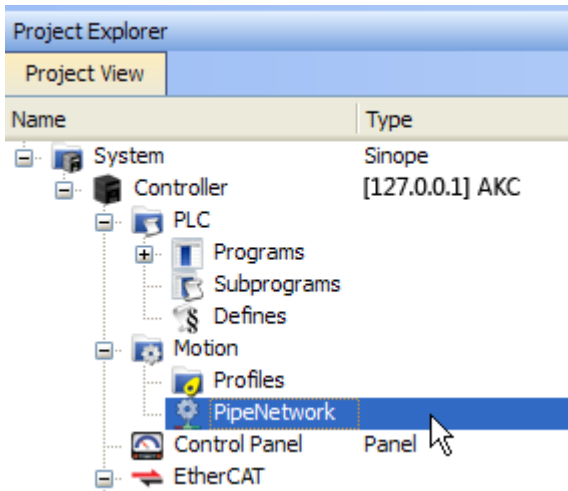 Project Explorer
Project View
Name Type
System Sinope
Controller [127.0.0.1] AKC
PLC
Programs
Subprograms
Defines
Motion
Profiles
PipeNetwork
Control Panel Panel
EtherCAT